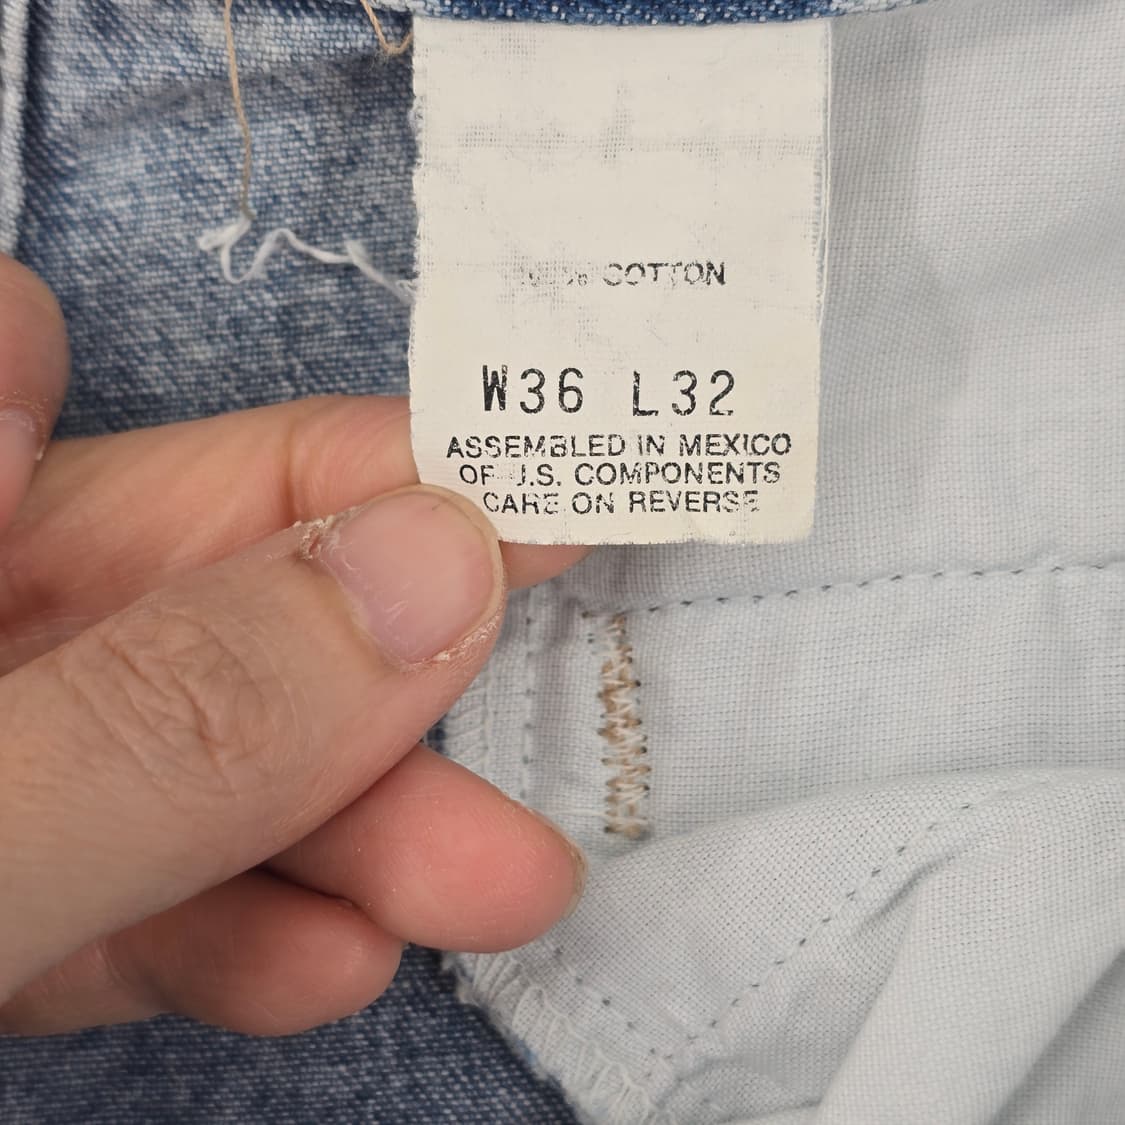 COTTON
W36 L32
ASSEMBLED IN MEXICO
OF U.S. COMPONENTS
CARE ON REVERSE